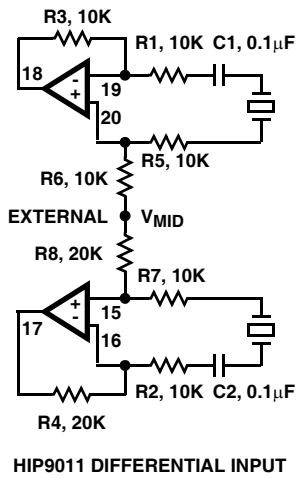 R3, 10K
R1, 10K C1, 0.1μF
18
-
+
19
20
R5, 10K
R6, 10K
EXTERNAL VMID
R8, 20K
R7, 10K
17
+
-
15
16
R2, 10K C2, 0.1μF
R4, 20K
HIP9011 DIFFERENTIAL INPUT